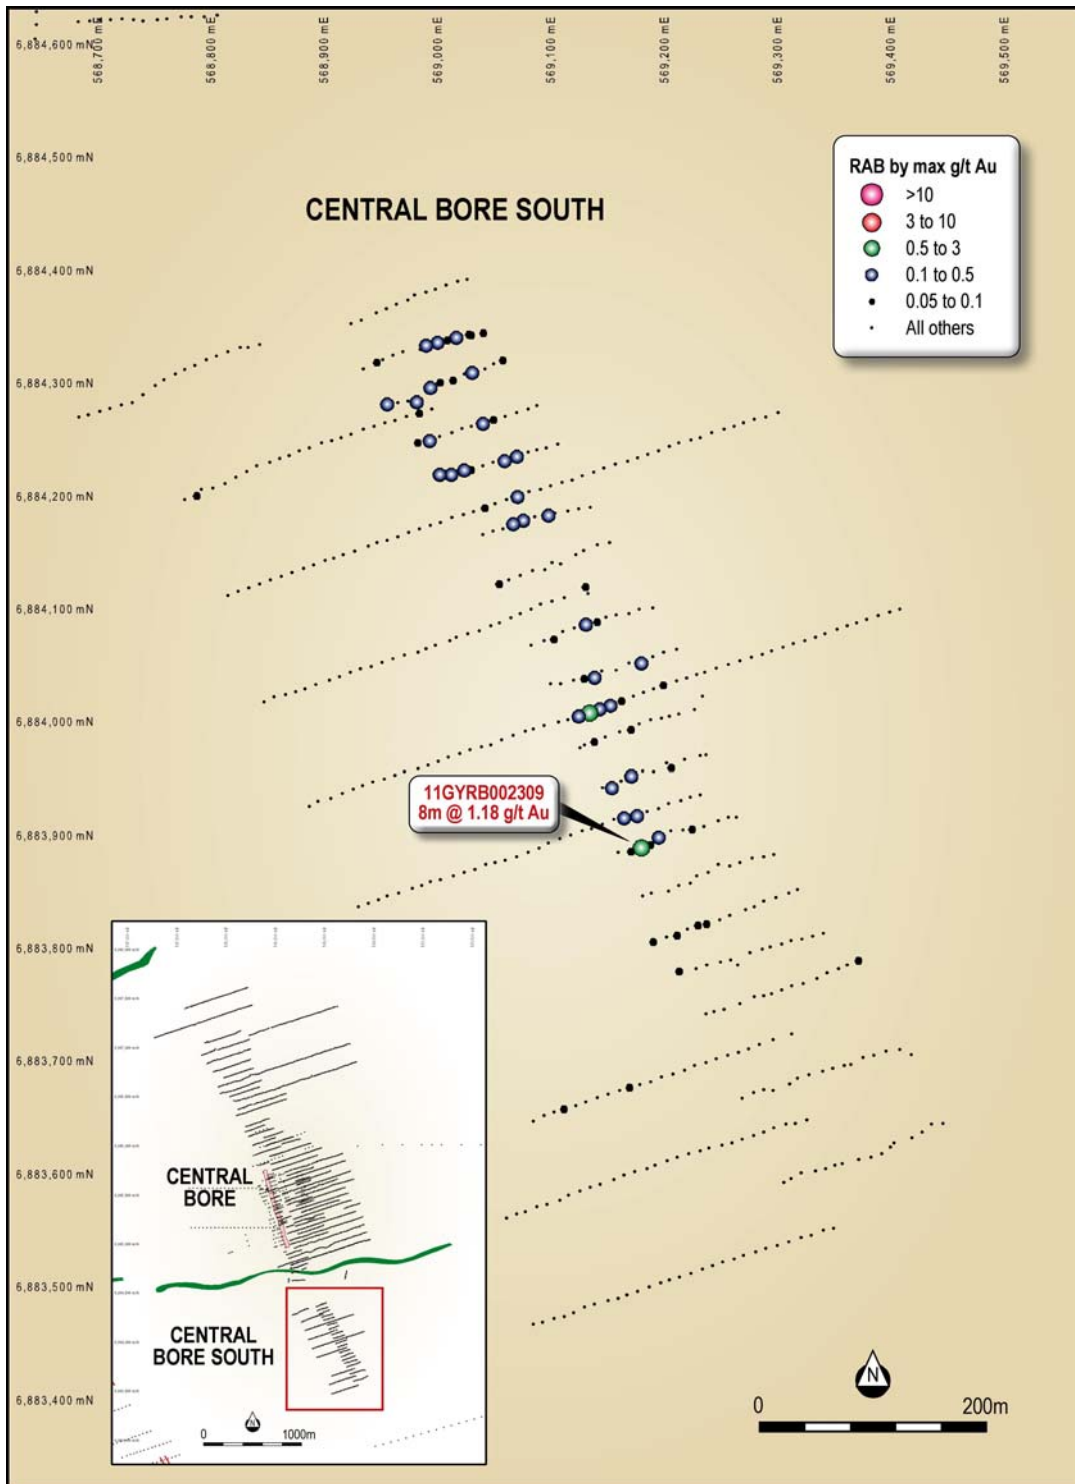 568,700 mE
568,800 mE
568,900 mE
569,000 mE
569,100 mE
569,200 mE
569,300 mE
569,400 mE
569,500 mE
6,884,600 mN
6,884,500 mN
6,884,400 mN
6,884,300 mN
6,884,200 mN
6,884,100 mN
6,884,000 mN
6,883,900 mN
6,883,800 mN
6,883,700 mN
6,883,600 mN
6,883,500 mN
6,883,400 mN
CENTRAL BORE SOUTH
RAB by max g/t Au
>10
3 to 10
0.5 to 3
0.1 to 0.5
0.05 to 0.1
All others
11GYRB002309
8m @ 1.18 g/t Au
CENTRAL
BORE
CENTRAL
BORE SOUTH
N
0 1000m
N
0 200m